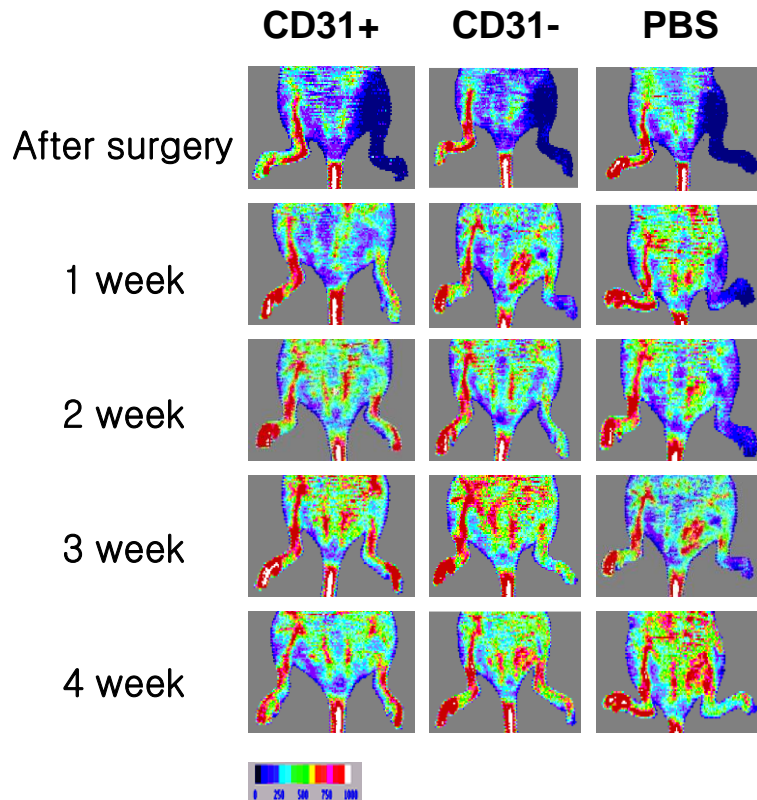 CD31+ CD31- PBS
After surgery
1 week
2 week
3 week
4 week
0 250 500 750 1000